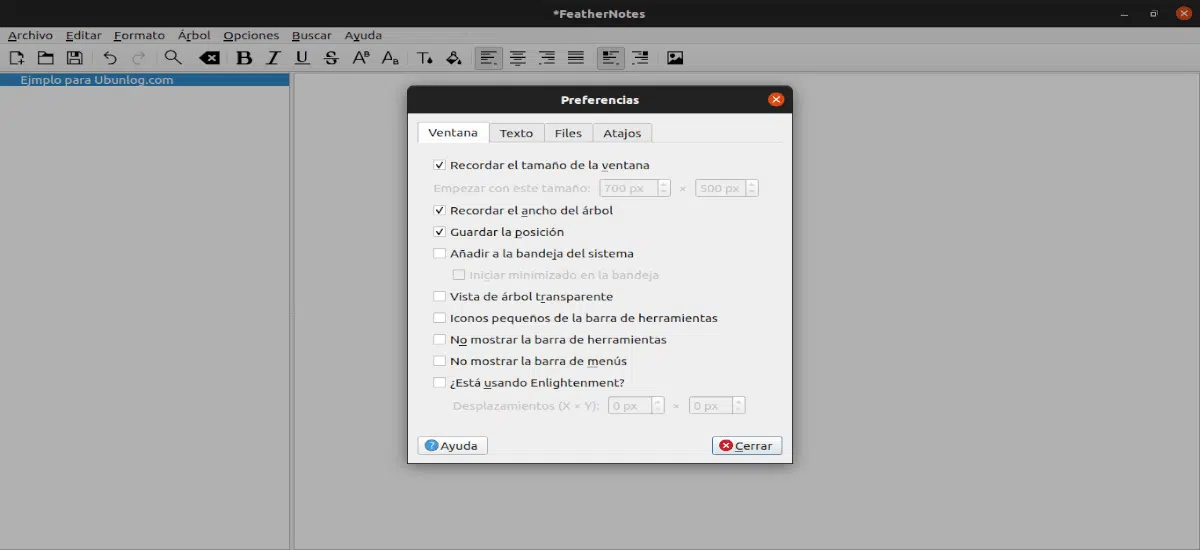 *FeatherNotes
Archivo Editar Formato Árbol Opciones Buscar Ayuda
Ejmplo para Ubunlog.com
Preferencias
Ventana Texto Files Atajos
Recordar el tamaño de la ventana
Empezar con este tamaño: 700 px × 500 px
Recordar el ancho del árbol
Guardar la posición
Añadir a la bandeja del sistema
Iniciar minimizado en la bandeja
Vista de árbol transparente
Iconos pequeños de la barra de herramientas
No mostrar la barra de herramientas
No mostrar la barra de menús
¿Está usando Enlightenment?
Desplazamientos (X × Y): 0 px × 0 px
Ayuda Cerrar